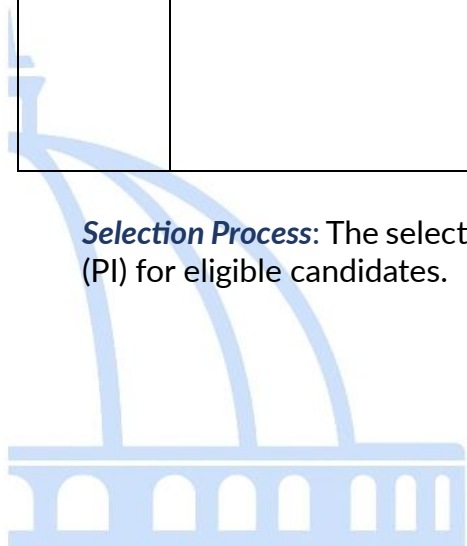 Selection Process: The select
(PI) for eligible candidates.